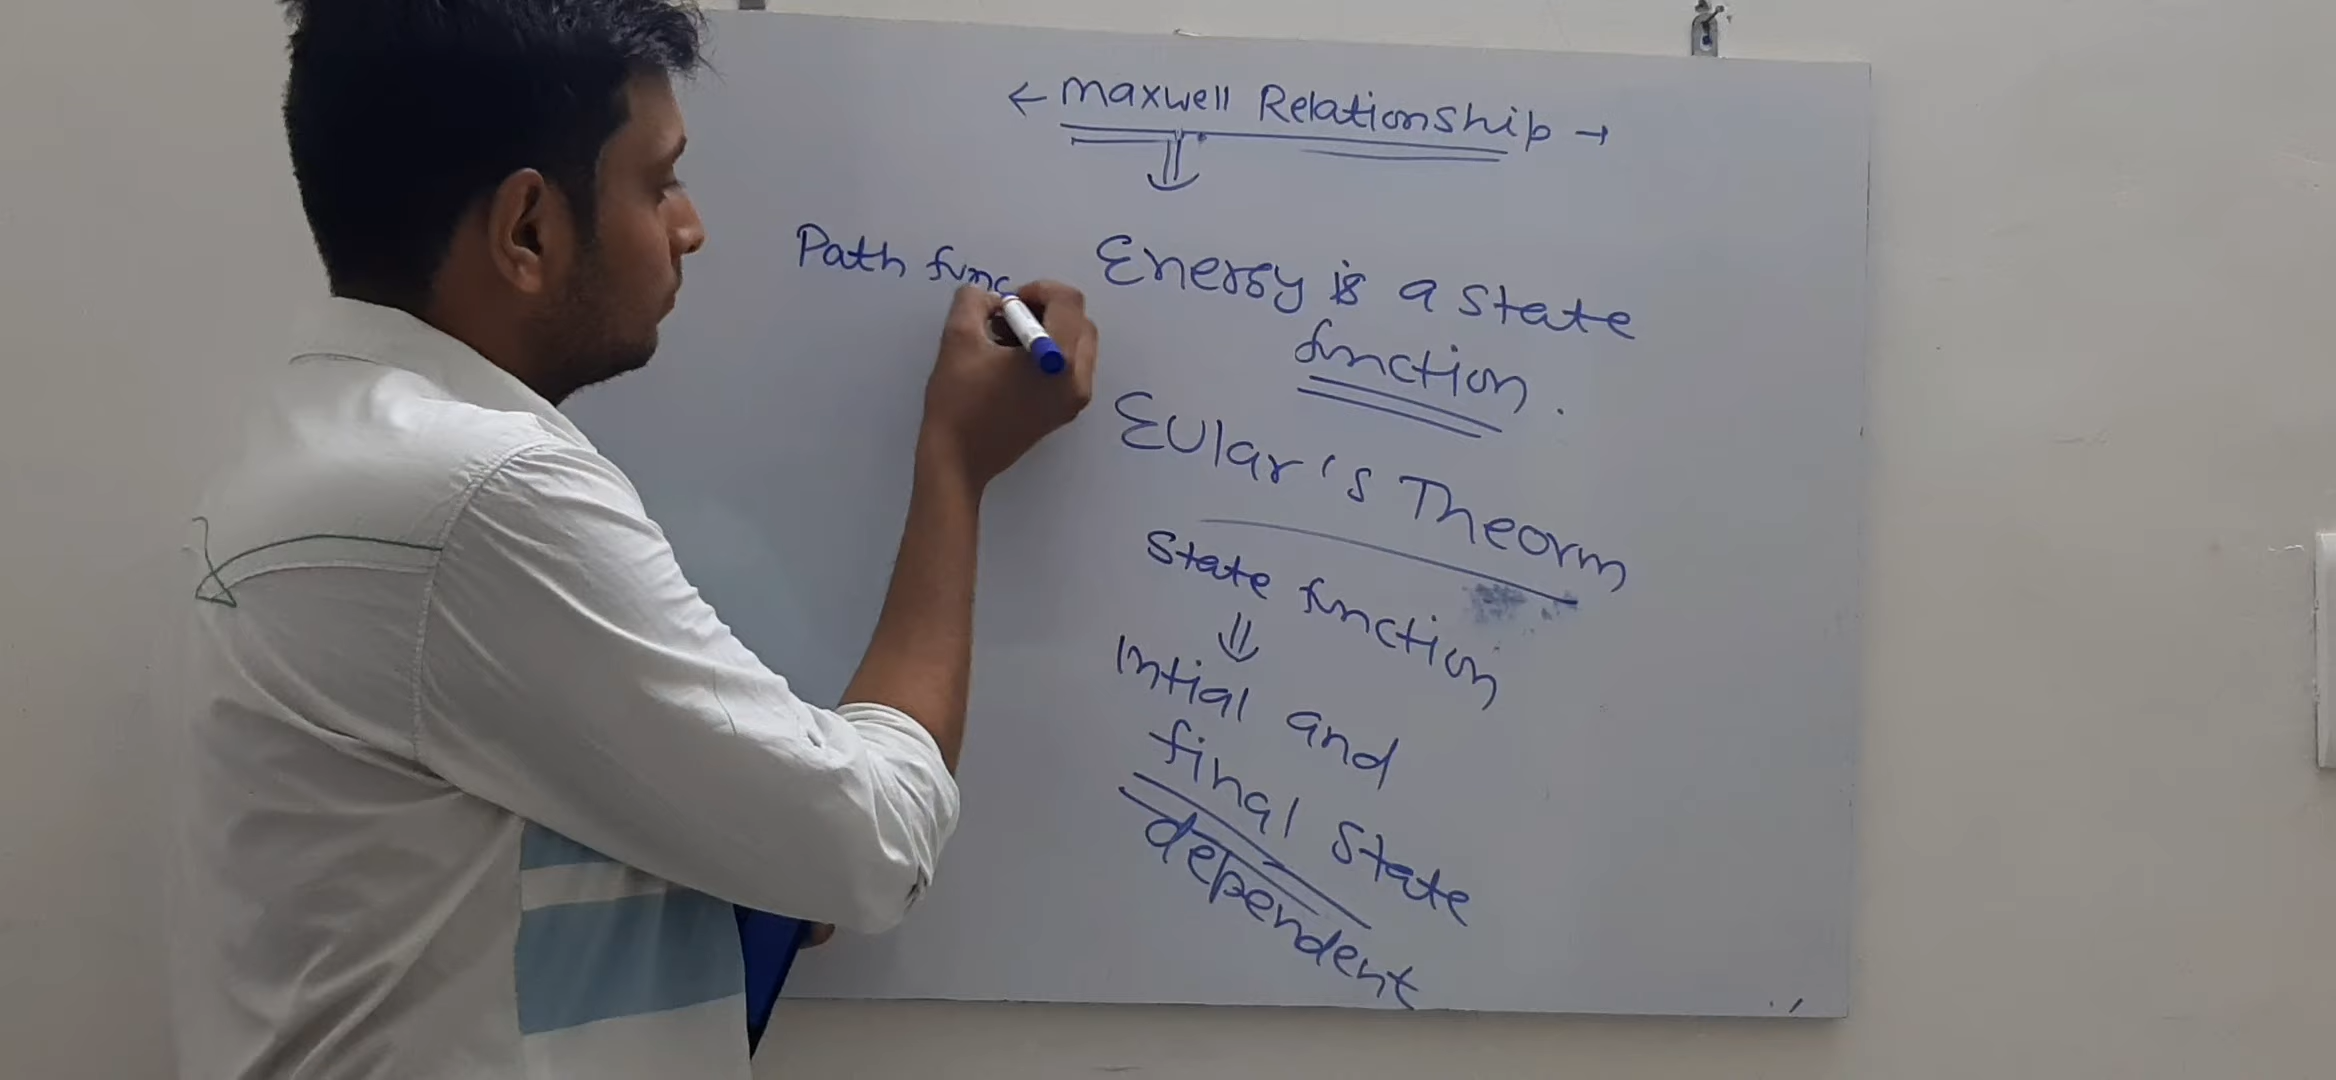 ← maxwell Relationship →
⇓
Path func
Energy is a state
function.
Eular's Theorm
State function
⇓
Intial and
final State
dependent